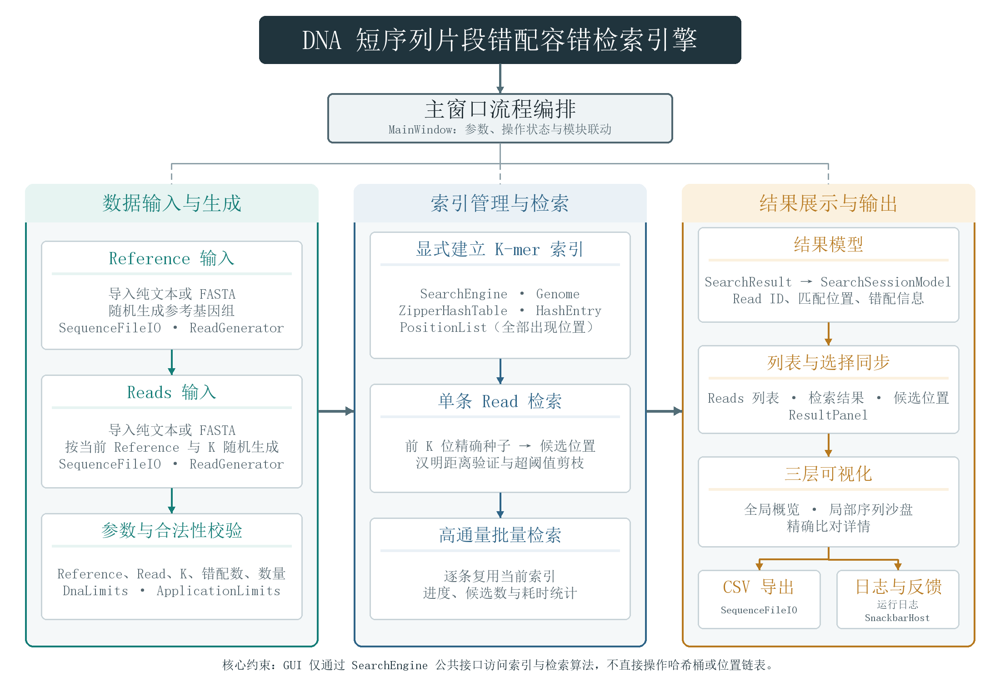 DNA 短序列片段错配容错检索引擎
主窗口流程编排
MainWindow：参数、操作状态与模块联动
数据输入与生成
Reference 输入
导入纯文本或 FASTA
随机生成参考基因组
SequenceFileIO • ReadGenerator
Reads 输入
导入纯文本或 FASTA
按当前 Reference 与 K 随机生成
SequenceFileIO • ReadGenerator
参数与合法性校验
Reference、Read、K、错配数、数量
DnaLimits • ApplicationLimits
索引管理与检索
显式建立 K-mer 索引
SearchEngine • Genome
ZipperHashTable • HashEntry
PositionList（全部出现位置）
单条 Read 检索
前 K 位精确种子 → 候选位置
汉明距离验证与超阈值剪枝
高通量批量检索
逐条复用当前索引
进度、候选数与耗时统计
结果展示与输出
结果模型
SearchResult → SearchSessionModel
Read ID、匹配位置、错配信息
列表与选择同步
Reads 列表 • 检索结果 • 候选位置
ResultPanel
三层可视化
全局概览 • 局部序列沙盘
精确比对详情
CSV 导出
SequenceFileIO
日志与反馈
运行日志
SnackbarHost
核心约束：GUI 仅通过 SearchEngine 公共接口访问索引与检索算法，不直接操作哈希桶或位置链表。